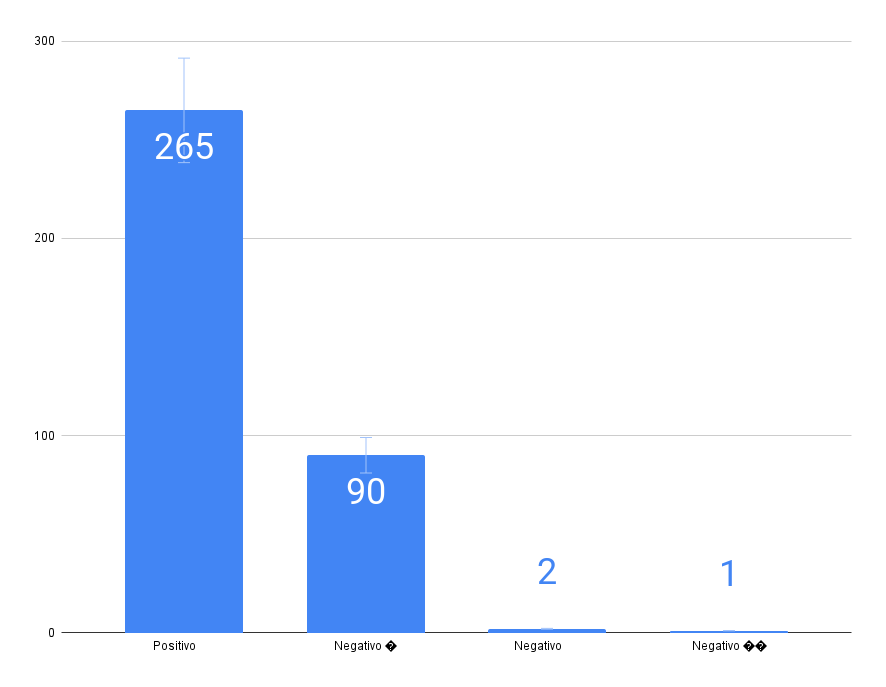 300
265
200
100
90
2
1
0
Positivo
Negativo �
Negativo
Negativo ��